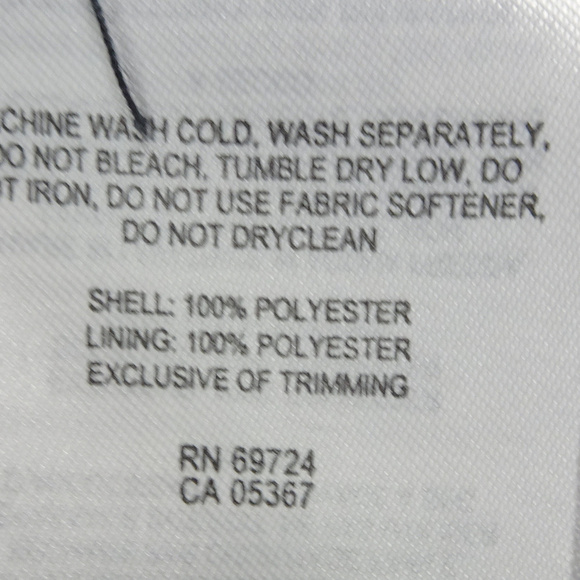 CHINE WASH COLD, WASH SEPARATELY,
DO NOT BLEACH, TUMBLE DRY LOW, DO
OT IRON, DO NOT USE FABRIC SOFTENER,
DO NOT DRYCLEAN
SHELL: 100% POLYESTER
LINING: 100% POLYESTER
EXCLUSIVE OF TRIMMING
RN 69724
CA 05367